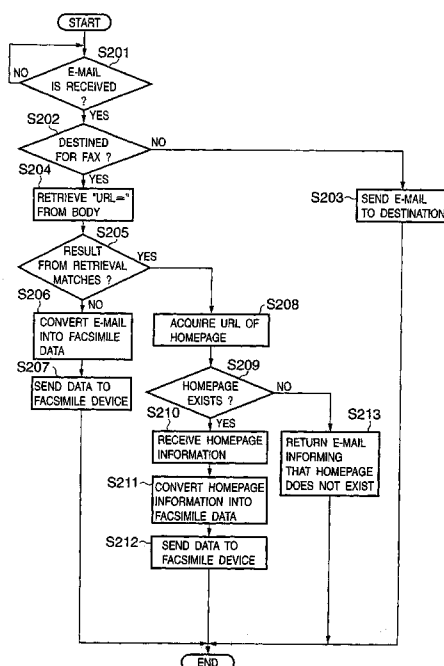 START
S201
NO
E-MAIL
IS RECEIVED
?
S202
YES
DESTINED
FOR FAX ?
NO
S204
YES
RETRIEVE "URL="
FROM BODY
S203
SEND E-MAIL
TO DESTINATION
S205
RESULT
FROM RETRIEVAL
MATCHES ?
YES
S206
NO
CONVERT E-MAIL
INTO FACSIMILE
DATA
S208
ACQUIRE URL OF
HOMEPAGE
S207
SEND DATA TO
FACSIMILE DEVICE
S209
HOMEPAGE
EXISTS ?
NO
S210
YES
RECEIVE HOMEPAGE
INFORMATION
S213
RETURN E-MAIL
INFORMING
THAT HOMEPAGE
DOES NOT EXIST
S211
CONVERT HOMEPAGE
INFORMATION INTO
FACSIMILE DATA
S212
SEND DATA TO
FACSIMILE DEVICE
END